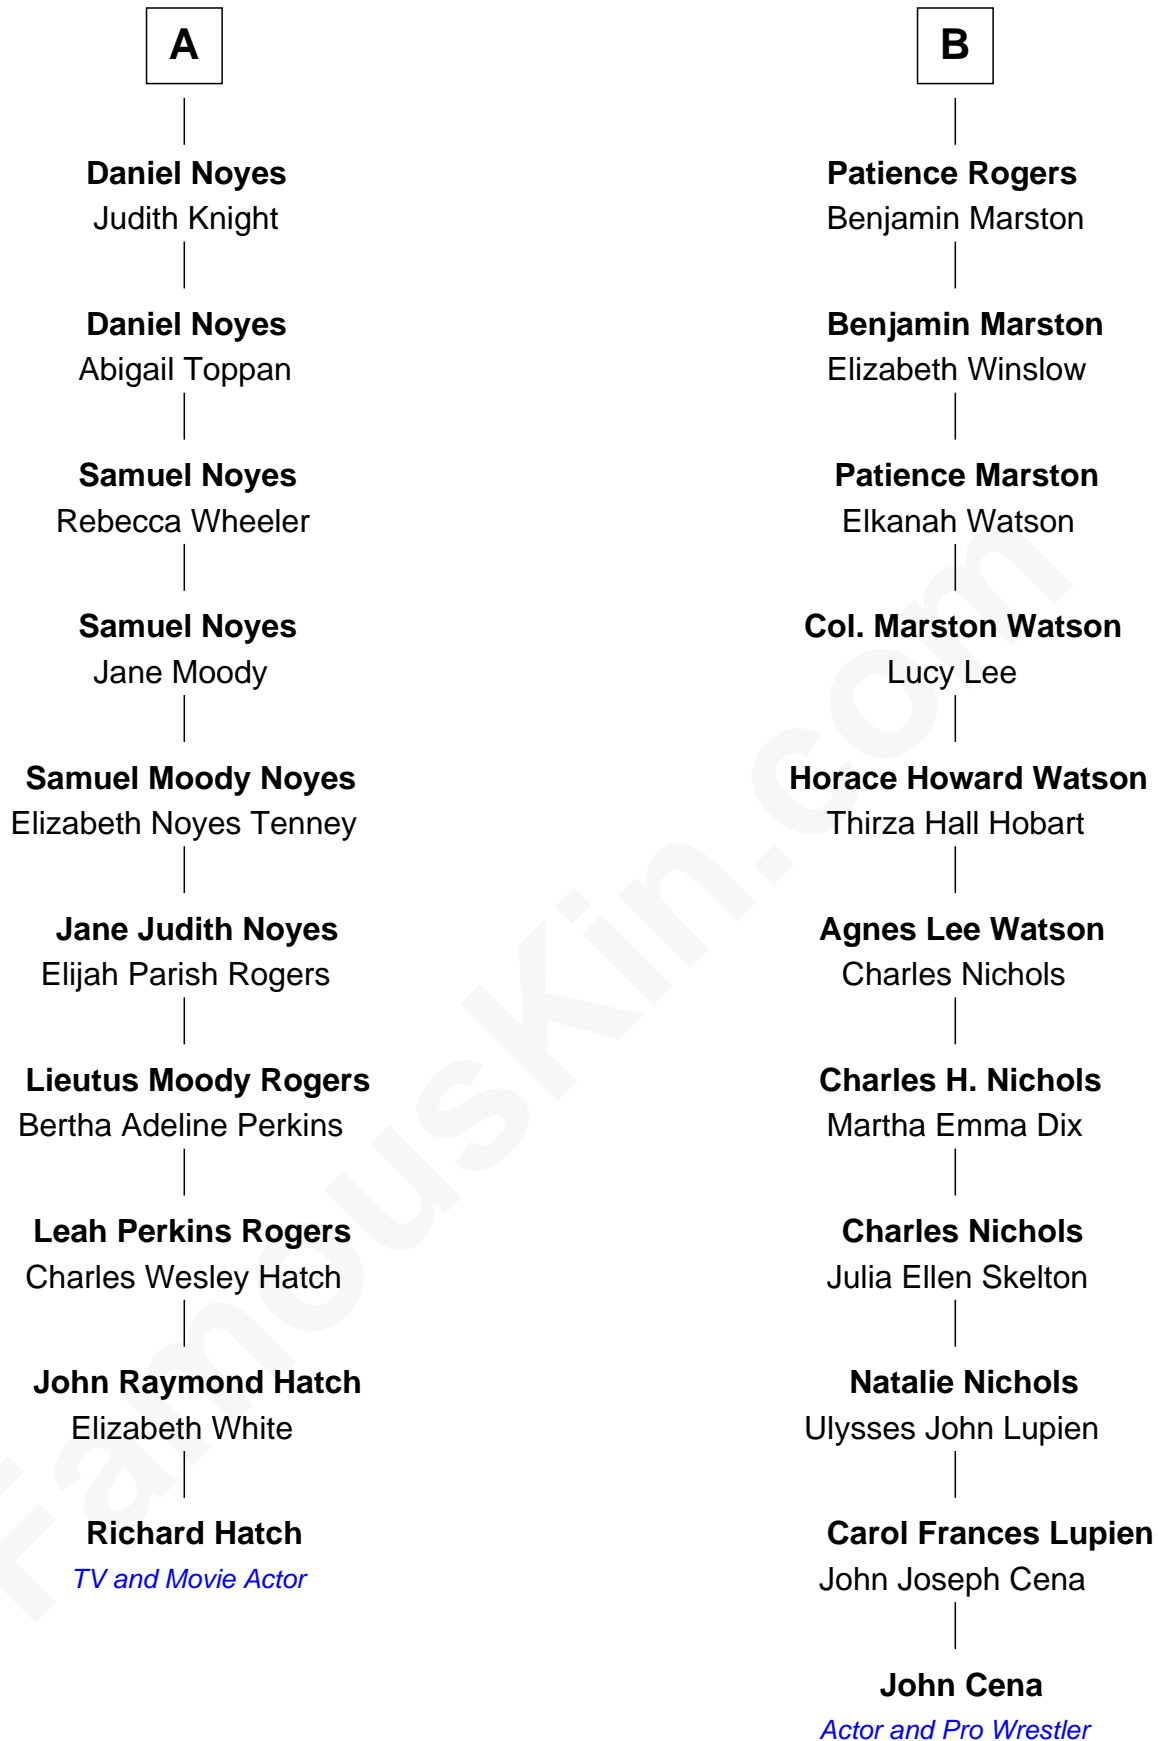 A
Daniel Noyes
Judith Knight
Daniel Noyes
Abigail Toppan
Samuel Noyes
Rebecca Wheeler
Samuel Noyes
Jane Moody
Samuel Moody Noyes
Elizabeth Noyes Tenney
Jane Judith Noyes
Elijah Parish Rogers
Lieutus Moody Rogers
Bertha Adeline Perkins
Leah Perkins Rogers
Charles Wesley Hatch
John Raymond Hatch
Elizabeth White
Richard Hatch
TV and Movie Actor
B
Patience Rogers
Benjamin Marston
Benjamin Marston
Elizabeth Winslow
Patience Marston
Elkanah Watson
Col. Marston Watson
Lucy Lee
Horace Howard Watson
Thirza Hall Hobart
Agnes Lee Watson
Charles Nichols
Charles H. Nichols
Martha Emma Dix
Charles Nichols
Julia Ellen Skelton
Natalie Nichols
Ulysses John Lupien
Carol Frances Lupien
John Joseph Cena
John Cena
Actor and Pro Wrestler
FamousKin.com